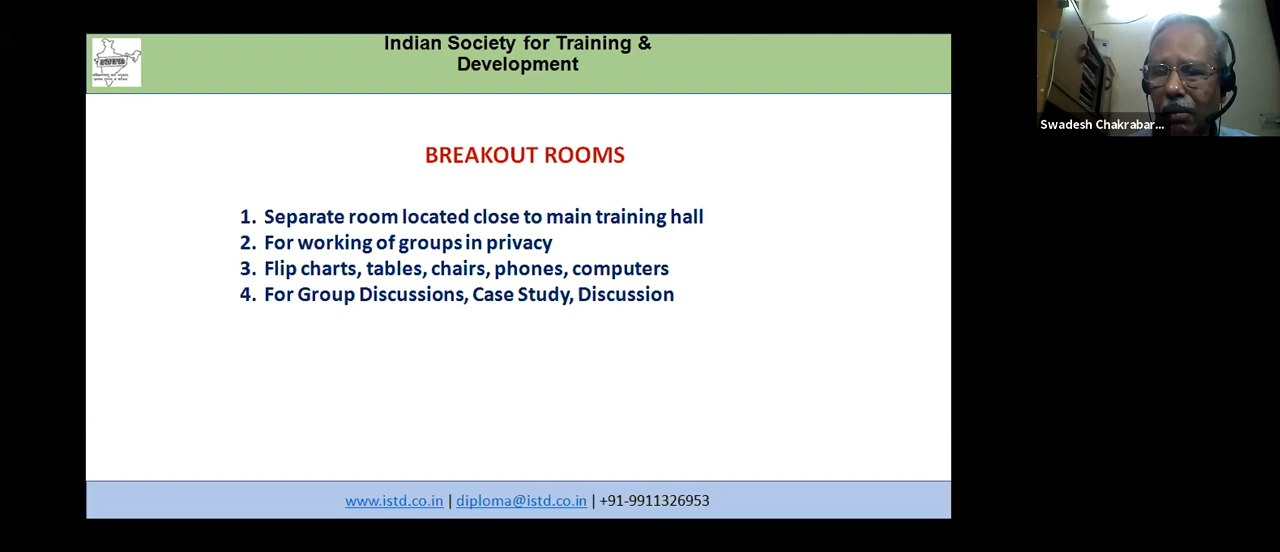 Indian Society for Training &
Development
Swadesh Chakrabar...
BREAKOUT ROOMS
1. Separate room located close to main training hall
2. For working of groups in privacy
3. Flip charts, tables, chairs, phones, computers
4. For Group Discussions, Case Study, Discussion
www.istd.co.in | diploma@istd.co.in | +91-9911326953